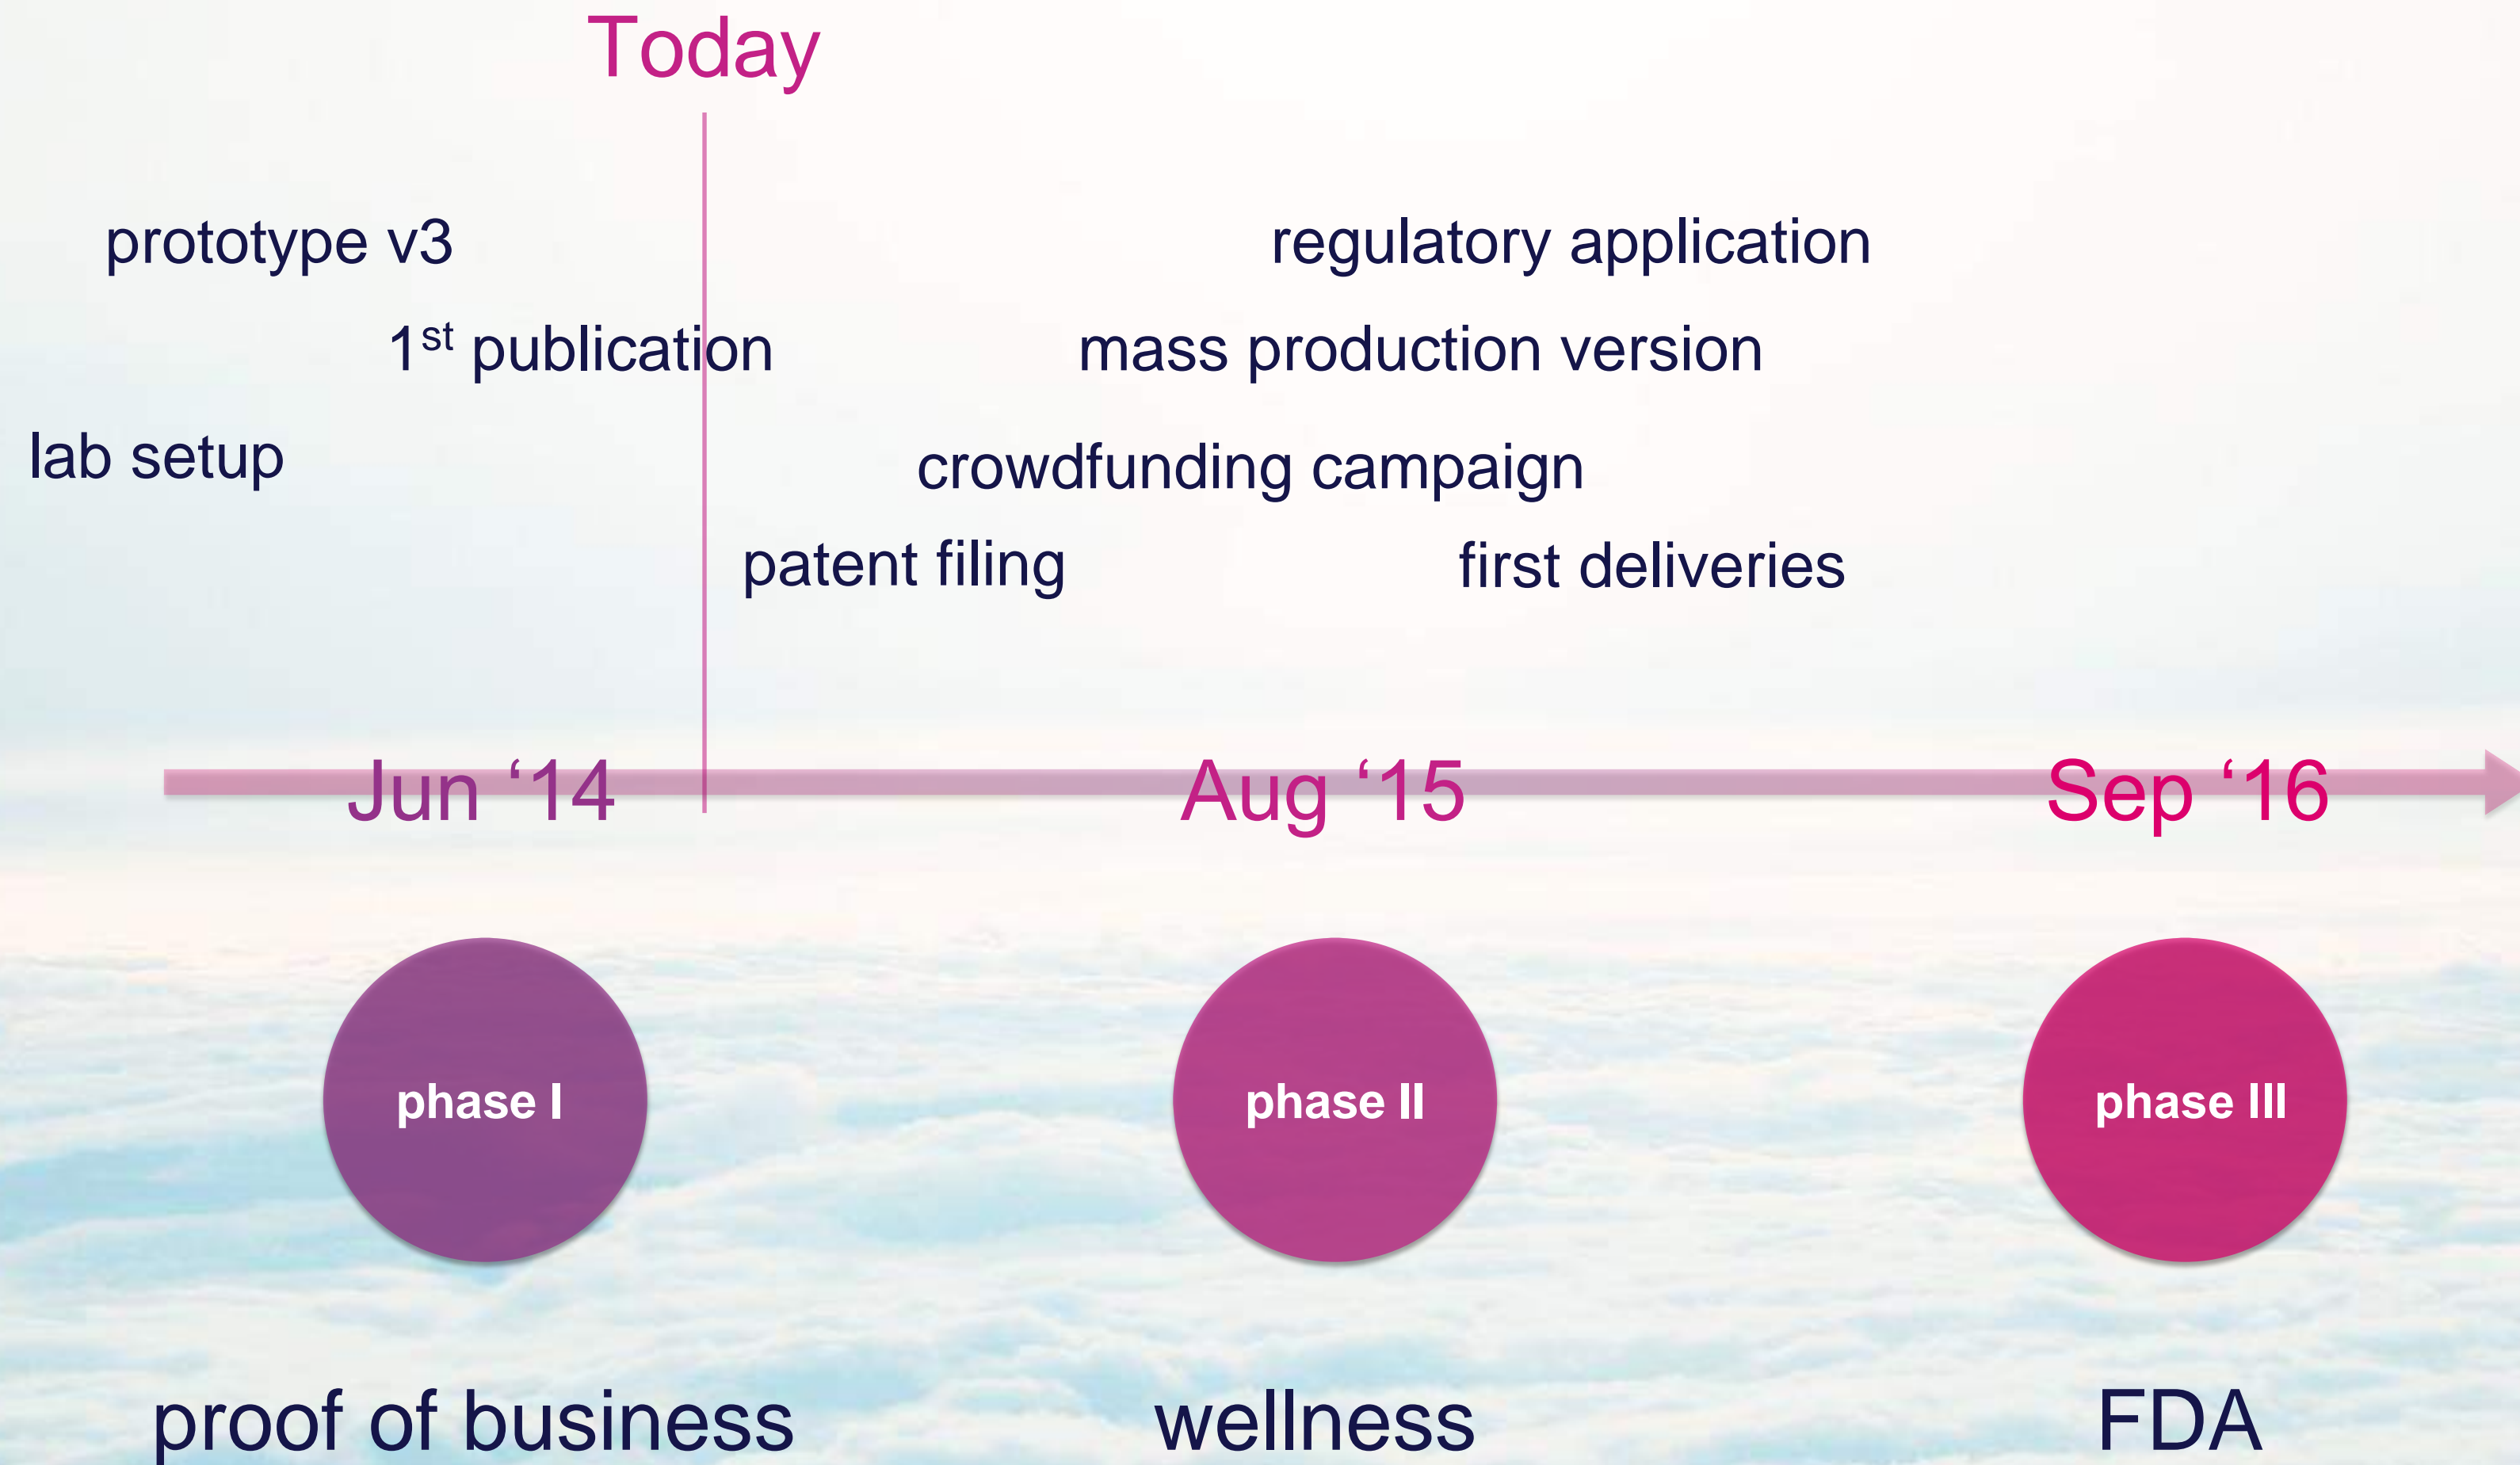 Today
prototype v3
regulatory application
1st publication
mass production version
lab setup
crowdfunding campaign
patent filing
first deliveries
Jun ‘14
Aug ‘15
Sep ‘16
phase I
phase II
phase III
proof of business
wellness
FDA